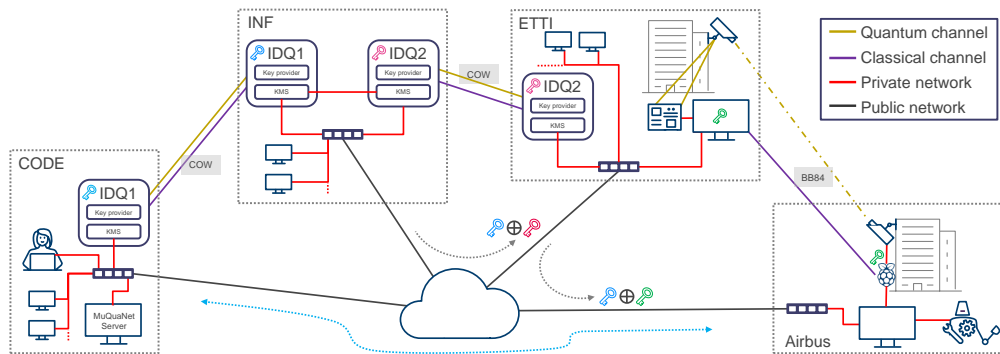 INF
ETTI
Quantum channel
Classical channel
Private network
Public network
IDQ1
Key provider
KMS
IDQ2
Key provider
KMS
COW
IDQ2
Key provider
KMS
COW
BB84
CODE
IDQ1
Key provider
KMS
MuQuaNet
Server
Airbus